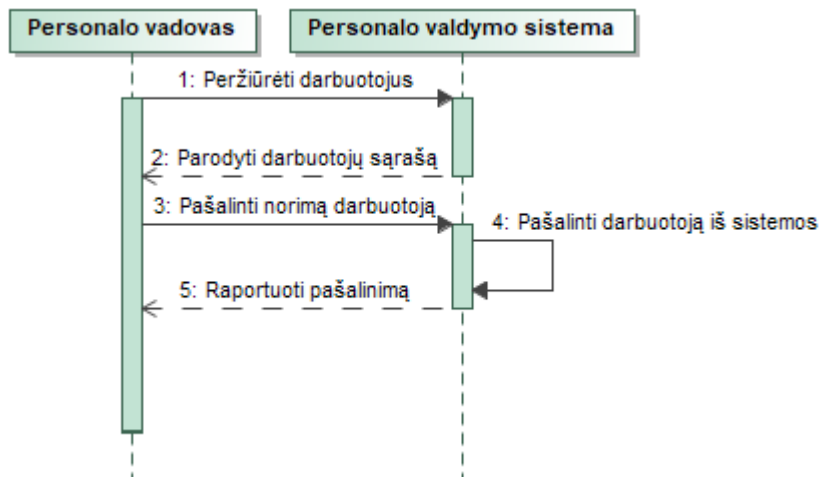 Personalo vadovas
Personalo valdymo sistema
1: Peržiūrėti darbuotojus
2: Parodyti darbuotojų sąrašą
3: Pašalinti norimą darbuotoją
4: Pašalinti darbuotoją iš sistemos
5: Raportuoti pašalinimą